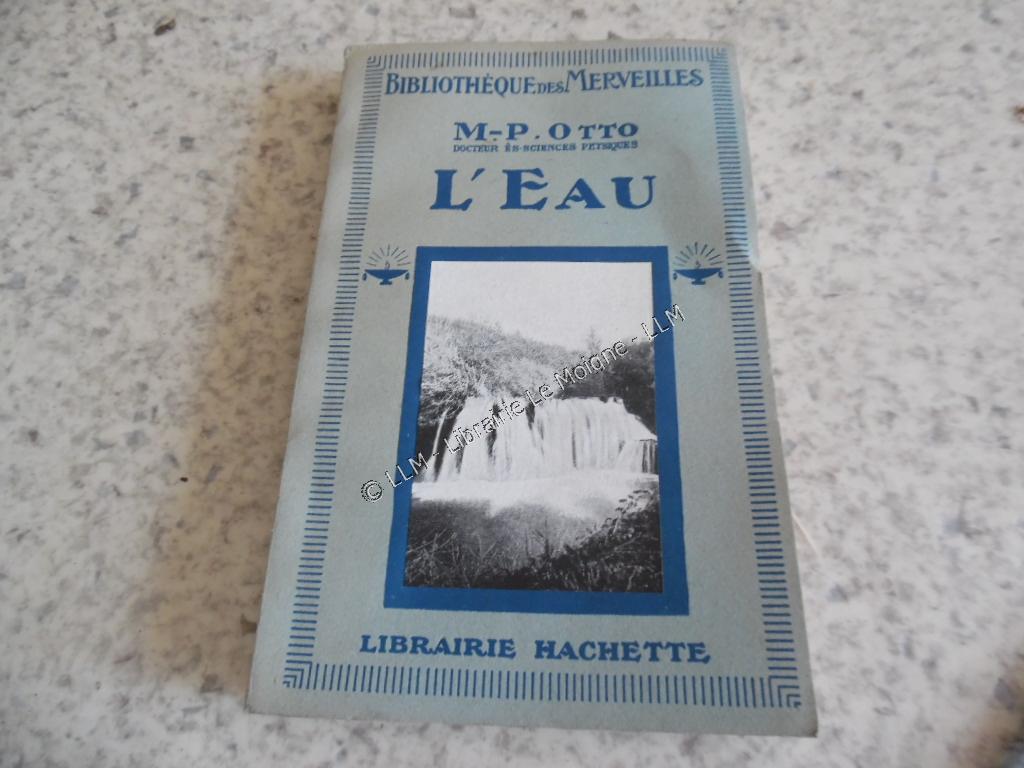 BIBLIOTHÈQUE DES MERVEILLES
M.-P. OTTO
DOCTEUR ÈS-SCIENCES PHYSIQUES
L'EAU
© LLM - Librairie Le Moigne - LLM
LIBRAIRIE HACHETTE